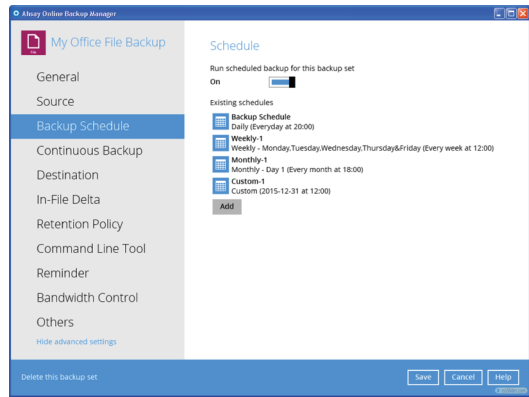 Ahsay Online Backup Manager
File
My Office File Backup
General
Source
Backup Schedule
Continuous Backup
Destination
In-File Delta
Retention Policy
Command Line Tool
Reminder
Bandwidth Control
Others
Hide advanced settings
Schedule
Run scheduled backup for this backup set
On
Existing schedules
Backup Schedule
Daily (Everyday at 20:00)
Weekly-1
Weekly - Monday,Tuesday,Wednesday,Thursday&Friday (Every week at 12:00)
Monthly-1
Monthly - Day 1 (Every month at 18:00)
Custom-1
Custom (2015-12-31 at 12:00)
Add
Delete this backup set
Save
Cancel
Help